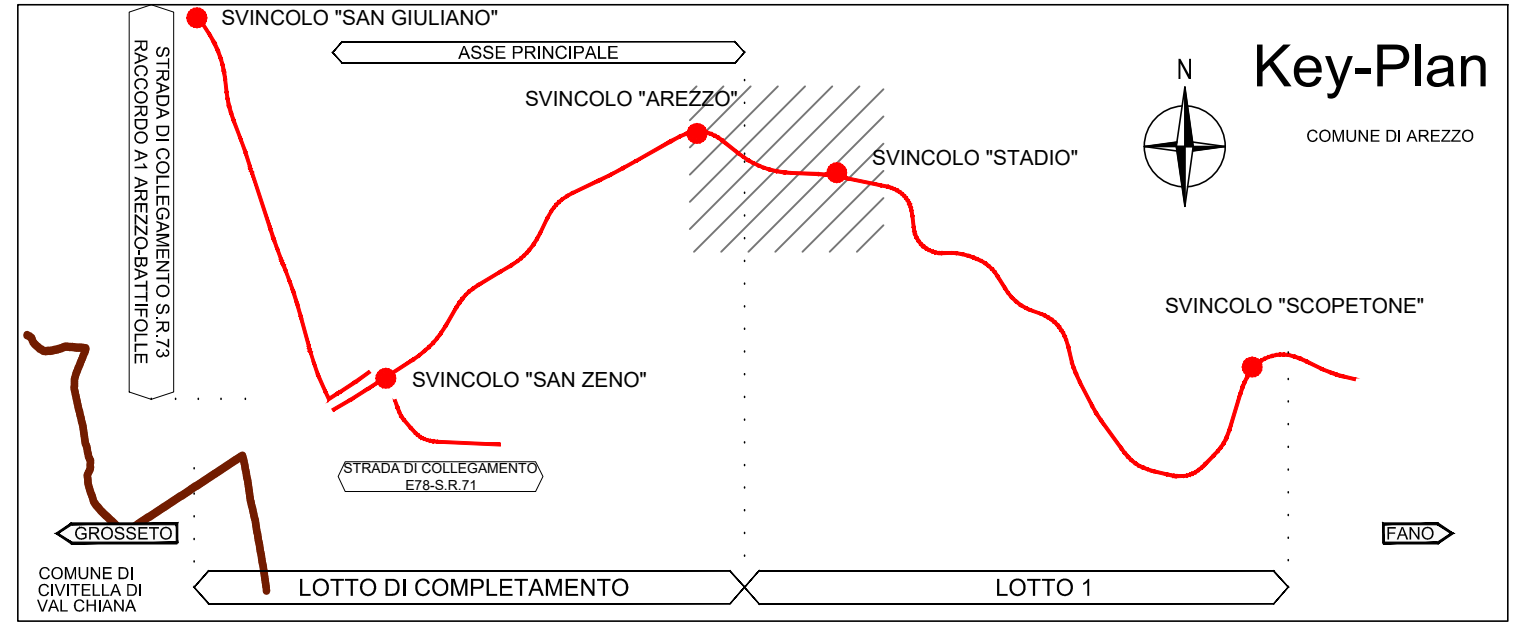 SVINCOLO "SAN GIULIANO"
ASSE PRINCIPALE
Key-Plan
N
COMUNE DI AREZZO
SVINCOLO "AREZZO"
SVINCOLO "STADIO"
STRADA DI COLLEGAMENTO S.R.73
RACCORDO A1 AREZZO-BATTIFOLLE
SVINCOLO "SCOPETONE"
SVINCOLO "SAN ZENO"
STRADA DI COLLEGAMENTO
E78-S.R.71
GROSSETO
FANO
COMUNE DI
CIVITELLA DI
VAL CHIANA
LOTTO DI COMPLETAMENTO
LOTTO 1